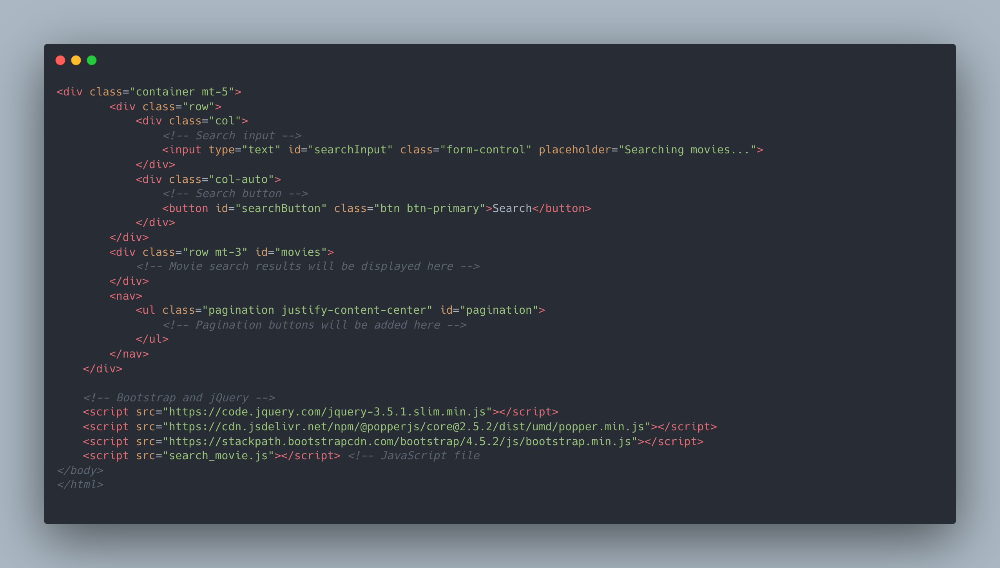 <div class="container mt-5">
        <div class="row">
            <div class="col">
                <!-- Search input -->
                <input type="text" id="searchInput" class="form-control" placeholder="Searching movies...">
            </div>
            <div class="col-auto">
                <!-- Search button -->
                <button id="searchButton" class="btn btn-primary">Search</button>
            </div>
        </div>
        <div class="row mt-3" id="movies">
            <!-- Movie search results will be displayed here -->
        </div>
        <nav>
            <ul class="pagination justify-content-center" id="pagination">
                <!-- Pagination buttons will be added here -->
            </ul>
        </nav>
    </div>

    <!-- Bootstrap and jQuery -->
    <script src="https://code.jquery.com/jquery-3.5.1.slim.min.js"></script>
    <script src="https://cdn.jsdelivr.net/npm/@popperjs/core@2.5.2/dist/umd/popper.min.js"></script>
    <script src="https://stackpath.bootstrapcdn.com/bootstrap/4.5.2/js/bootstrap.min.js"></script>
    <script src="search_movie.js"></script> <!-- JavaScript file
</body>
</html>